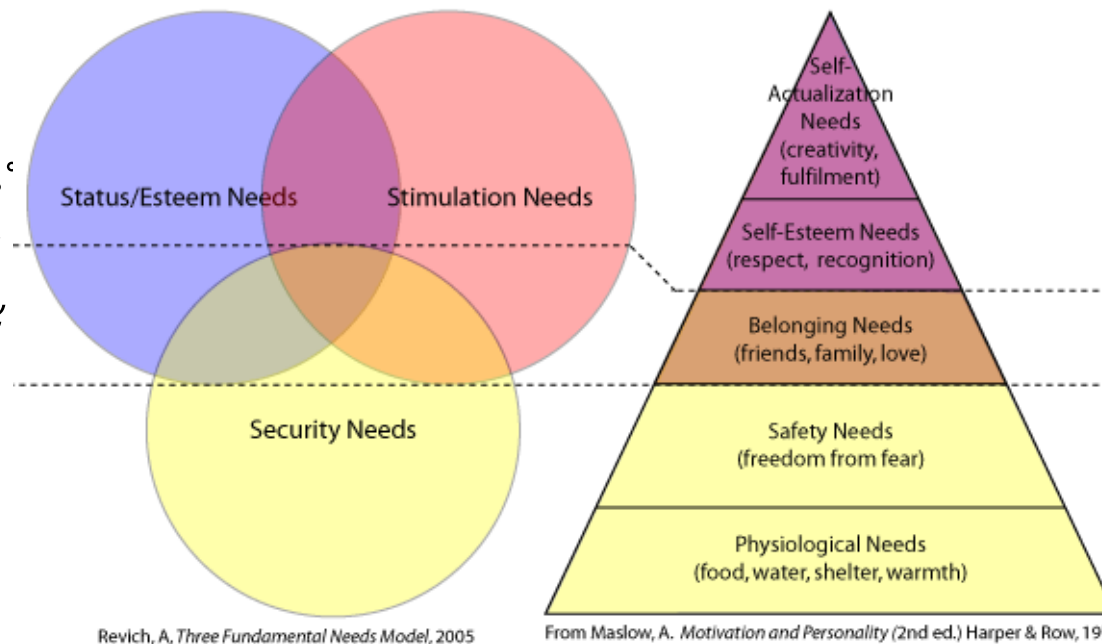 Status/Esteem Needs
Stimulation Needs
Security Needs
Revich, A, Three Fundamental Needs Model, 2005
Self-
Actualization
Needs
(creativity,
fulfilment)
Self-Esteem Needs
(respect, recognition)
Belonging Needs
(friends, family, love)
Safety Needs
(freedom from fear)
Physiological Needs
(food, water, shelter, warmth)
From Maslow, A. Motivation and Personality (2nd ed.) Harper & Row, 19